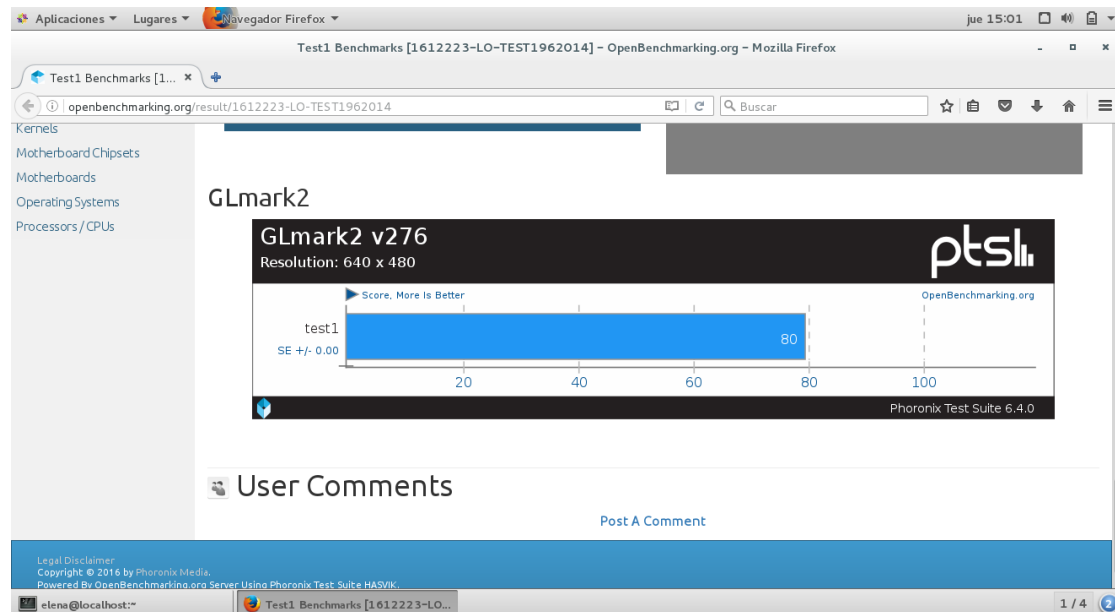 Aplicaciones Lugares Navegador Firefox jue 15:01
Test1 Benchmarks [1612223-LO-TEST1962014] - OpenBenchmarking.org - Mozilla Firefox
Test1 Benchmarks [1...
openbenchmarking.org/result/1612223-LO-TEST1962014 Buscar
Kernels
Motherboard Chipsets
Motherboards
Operating Systems
Processors / CPUs
GLmark2
GLmark2 v276
Resolution: 640 x 480
ptsl
Score, More Is Better OpenBenchmarking.org
test1
SE +/- 0.00
80
20 40 60 80 100
Phoronix Test Suite 6.4.0
User Comments
Post A Comment
Legal Disclaimer
Copyright © 2016 by Phoronix Media.
Powered By OpenBenchmarking.org Server Using Phoronix Test Suite HASVIK.
elena@localhost:~ Test1 Benchmarks [1612223-LO... 1 / 4 2